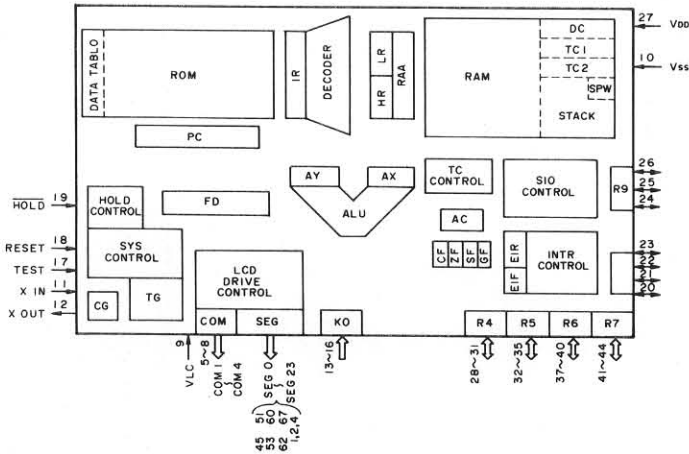 27
VDD
DC
TC1
10
VSS
TC2
SPW
STACK
RAM
DATA TABLO
ROM
IR
DECODER
LR
HR
RAA
PC
AY
AX
ALU
TC
CONTROL
SIO
CONTROL
26
25
24
R9
HOLD
19
HOLD
CONTROL
FD
AC
RESET
18
SYS
CONTROL
TEST
17
CF
ZF
SF
GF
EIR
EIF
INTR
CONTROL
23
22
21
20
X IN
11
X OUT
12
CG
TG
LCD
DRIVE
CONTROL
COM
SEG
KO
R4
R5
R6
R7
9
VLC
5~8
COM 1
~
COM 4
SEG 0
~
SEG 23
13~16
28~31
32~35
37~40
41~44
45 51
53 60
62 67
1,2,4